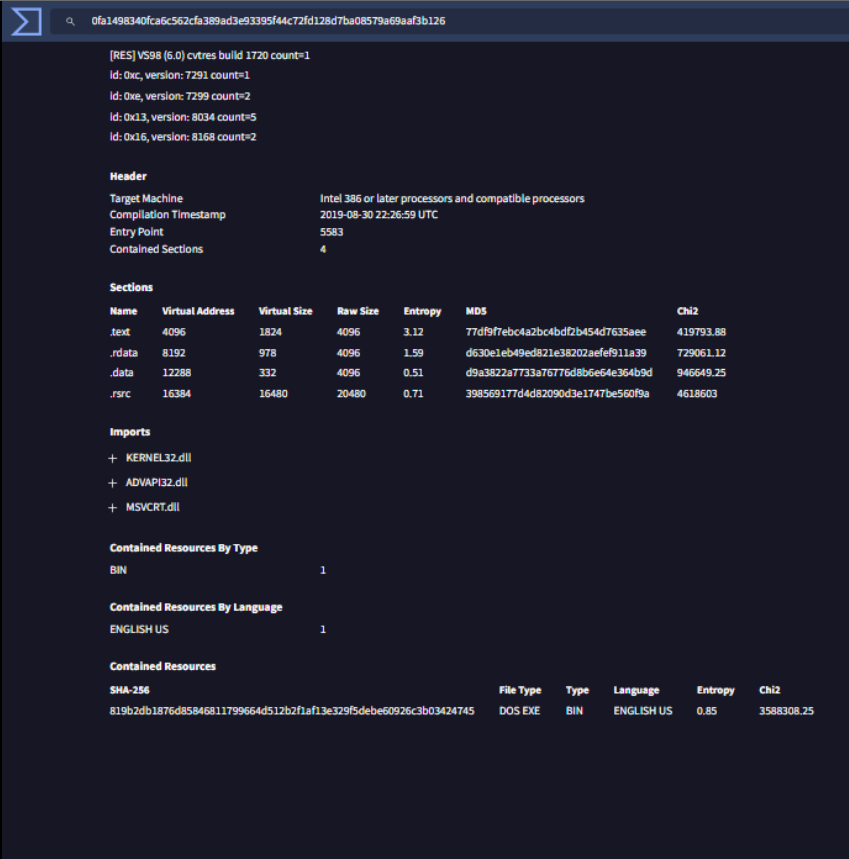 0fa1498340fca6c562cfa389ad3e93395f44c72fd128d7ba08579a69aaf3b126
[RES] VS98 (6.0) cvtres build 1720 count=1
id: 0xc, version: 7291 count=1
id: 0xe, version: 7299 count=2
id: 0x13, version: 8034 count=5
id: 0x16, version: 8168 count=2
Header
Target Machine Intel 386 or later processors and compatible processors
Compilation Timestamp 2019-08-30 22:26:59 UTC
Entry Point 5583
Contained Sections 4
Sections
Name Virtual Address Virtual Size Raw Size Entropy MD5 Chi2
.text 4096 1824 4096 3.12 77df9f7ebc4a2bc4bdf2b454d7635aee 419793.88
.rdata 8192 978 4096 1.59 d630e1eb49ed821e38202aefef911a39 729061.12
.data 12288 332 4096 0.51 d9a3822a7733a76776d8b6e64e364b9d 946649.25
.rsrc 16384 16480 20480 0.71 398569177d4d82090d3e1747be560f9a 4618603
Imports
+ KERNEL32.dll
+ ADVAPI32.dll
+ MSVCRT.dll
Contained Resources By Type
BIN 1
Contained Resources By Language
ENGLISH US 1
Contained Resources
SHA-256 File Type Type Language Entropy Chi2
819b2db1876d85846811799664d512b2f1af13e329f5debe60926c3b03424745 DOS EXE BIN ENGLISH US 0.85 3588308.25